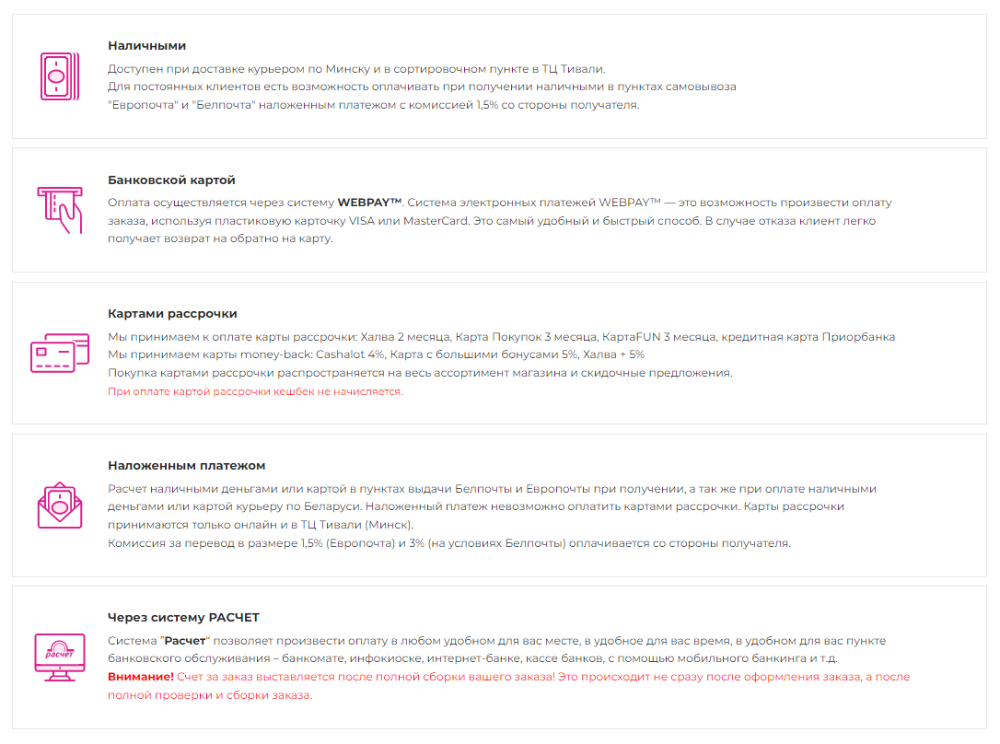 Наличными
Доступен при доставке курьером по Минску и в сортировочном пункте в ТЦ Тивали.
Для постоянных клиентов есть возможность оплачивать при получении наличными в пунктах самовывоза
"Европочта" и "Белпочта" наложенным платежом с комиссией 1,5% со стороны получателя.
Банковской картой
Оплата осуществляется через систему WEBPAY™. Система электронных платежей WEBPAY™ — это возможность произвести оплату
заказа, используя пластиковую карточку VISA или MasterCard. Это самый удобный и быстрый способ. В случае отказа клиент легко
получает возврат на обратно на карту.
Картами рассрочки
Мы принимаем к оплате карты рассрочки: Халва 2 месяца, Карта Покупок 3 месяца, КартаFUN 3 месяца, кредитная карта Приорбанка
Мы принимаем карты money-back: Cashalot 4%, Карта с большими бонусами 5%, Халва + 5%
Покупка картами рассрочки распространяется на весь ассортимент магазина и скидочные предложения.
При оплате картой рассрочки кешбек не начисляется.
Наложенным платежом
Расчет наличными деньгами или картой в пунктах выдачи Белпочты и Европочты при получении, а так же при оплате наличными
деньгами или картой курьеру по Беларуси. Наложенный платеж невозможно оплатить картами рассрочки. Карты рассрочки
принимаются только онлайн и в ТЦ Тивали (Минск).
Комиссия за перевод в размере 1,5% (Европочта) и 3% (на условиях Белпочты) оплачивается со стороны получателя.
Через систему РАСЧЕТ
расчёт
Система ”Расчет“ позволяет произвести оплату в любом удобном для вас месте, в удобное для вас время, в удобном для вас пункте
банковского обслуживания – банкомате, инфокиоске, интернет-банке, кассе банков, с помощью мобильного банкинга и т.д.
Внимание! Счет за заказ выставляется после полной сборки вашего заказа! Это происходит не сразу после оформления заказа, а после
полной проверки и сборки заказа.